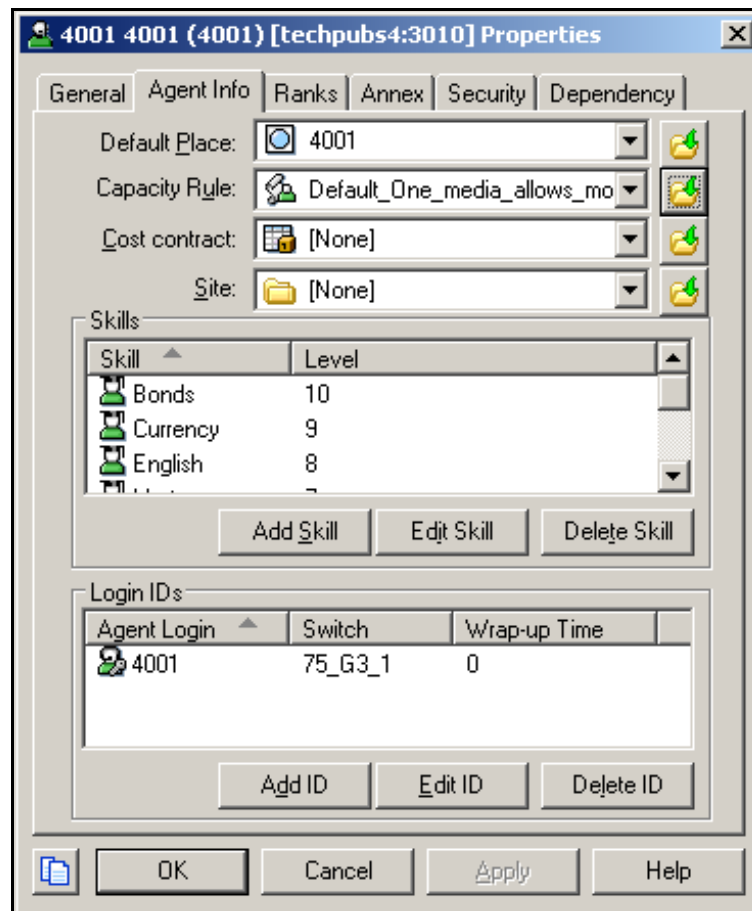 4001 4001 (4001) [techpubs4:3010] Properties
General Agent Info Ranks Annex Security Dependency
Default Place: 4001
Capacity Rule: Default_One_media_allows_mo
Cost contract: [None]
Site: [None]
Skills
Skill Level
Bonds 10
Currency 9
English 8
Add Skill Edit Skill Delete Skill
Login IDs
Agent Login Switch Wrap-up Time
4001 75_G3_1 0
Add ID Edit ID Delete ID
OK Cancel Apply Help